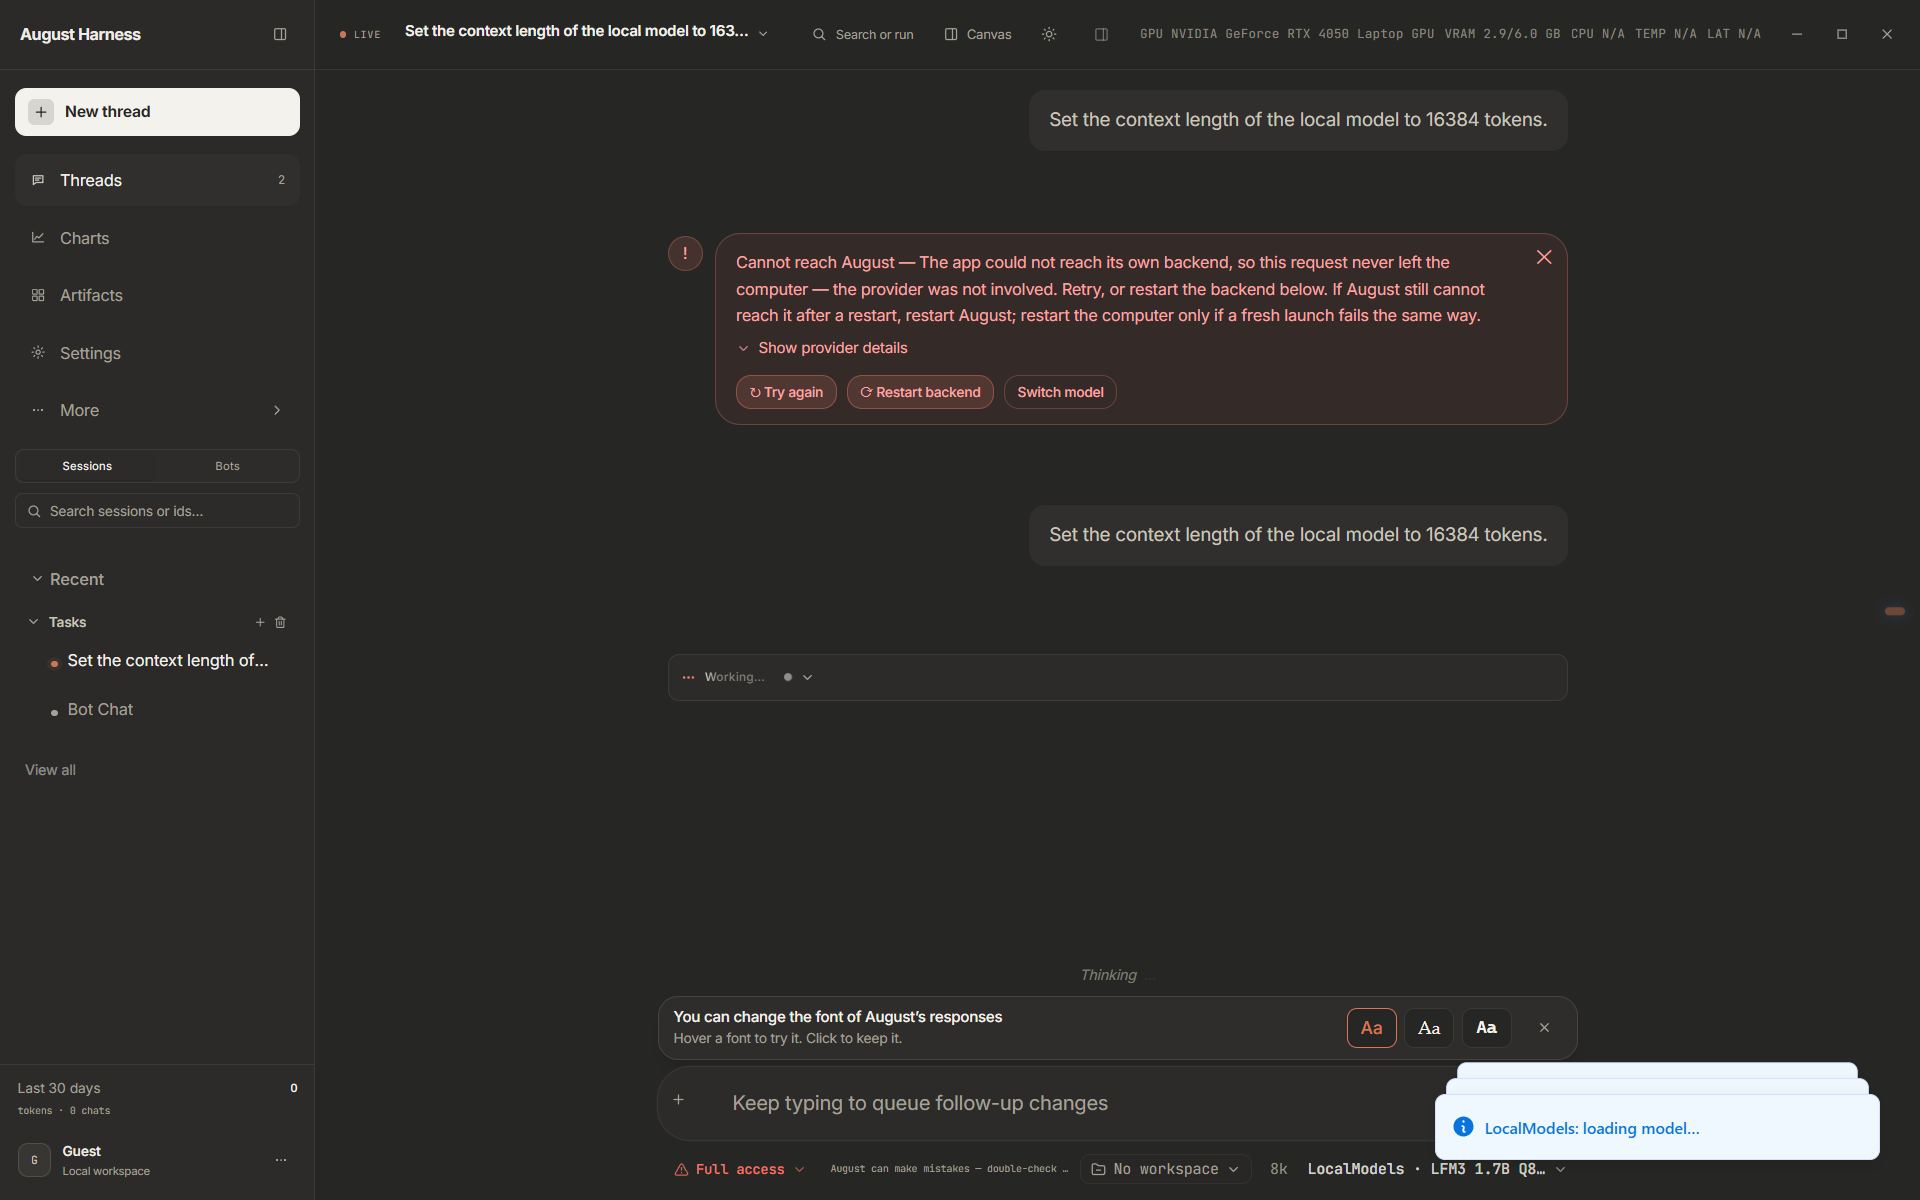 August Harness
LIVE
Set the context length of the local model to 163...
Search or run
Canvas
GPU NVIDIA GeForce RTX 4050 Laptop GPU VRAM 2.9/6.0 GB CPU N/A TEMP N/A LAT N/A
New thread
Threads
2
Charts
Artifacts
Settings
More
Sessions
Bots
Search sessions or ids...
Recent
Tasks
Set the context length of...
Bot Chat
View all
Last 30 days
0
tokens · 0 chats
G
Guest
Local workspace
Set the context length of the local model to 16384 tokens.
!
Cannot reach August — The app could not reach its own backend, so this request never left the
computer — the provider was not involved. Retry, or restart the backend below. If August still cannot
reach it after a restart, restart August; restart the computer only if a fresh launch fails the same way.
Show provider details
Try again
Restart backend
Switch model
Set the context length of the local model to 16384 tokens.
Working...
Thinking ...
You can change the font of August's responses
Hover a font to try it. Click to keep it.
Aa
Aa
Aa
Keep typing to queue follow-up changes
LocalModels: loading model...
Full access
August can make mistakes — double-check …
No workspace
8k
LocalModels · LFM3 1.7B Q8…